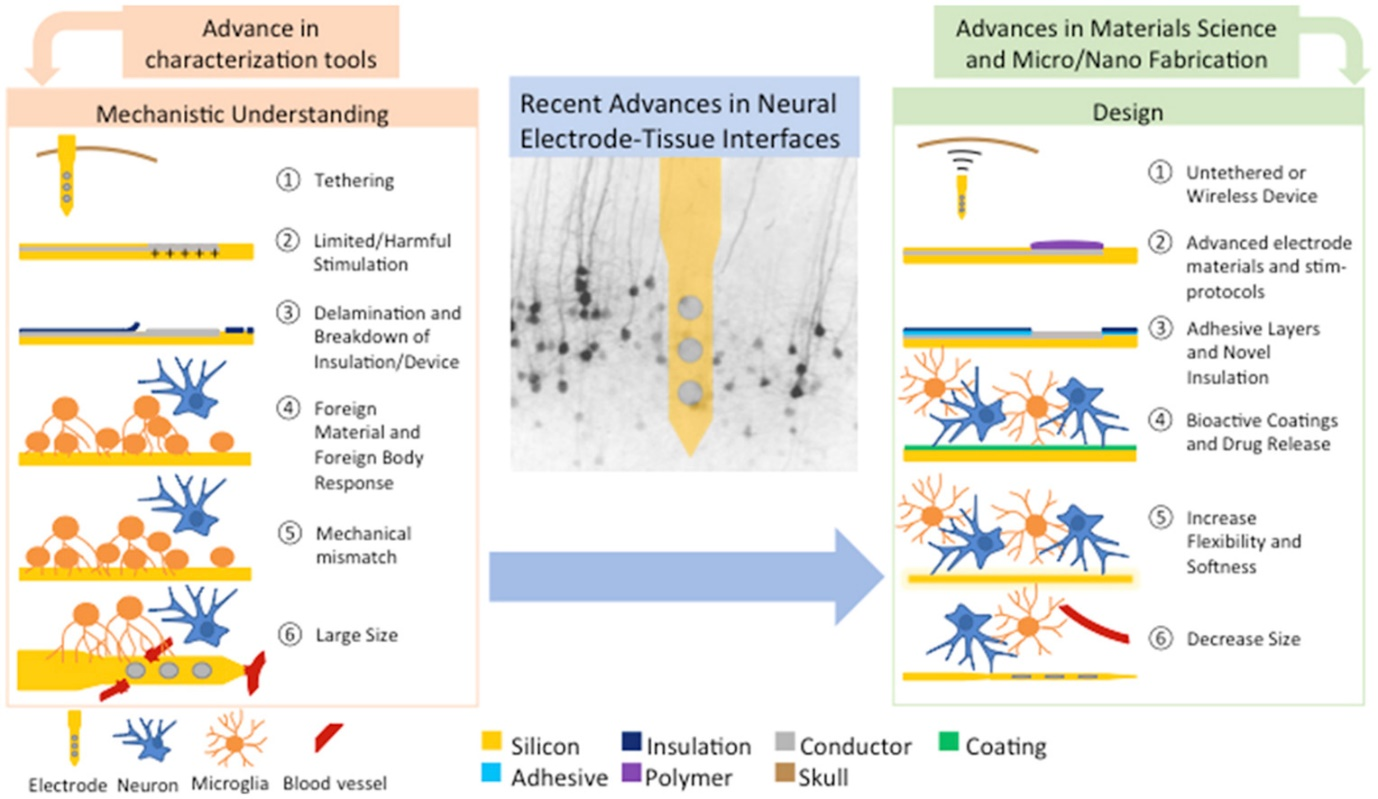 Advance in
characterization tools
Mechanistic Understanding
① Tethering
② Limited/Harmful
Stimulation
③ Delamination and
Breakdown of
Insulation/Device
④ Foreign
Material and
Foreign Body
Response
⑤ Mechanical
mismatch
⑥ Large Size
Recent Advances in Neural
Electrode-Tissue Interfaces
Advances in Materials Science
and Micro/Nano Fabrication
Design
① Untethered or
Wireless Device
② Advanced electrode
materials and stim-
protocols
③ Adhesive Layers
and Novel
Insulation
④ Bioactive Coatings
and Drug Release
⑤ Increase
Flexibility and
Softness
⑥ Decrease Size
Electrode Neuron Microglia Blood vessel
Silicon Insulation Conductor Coating
Adhesive Polymer Skull